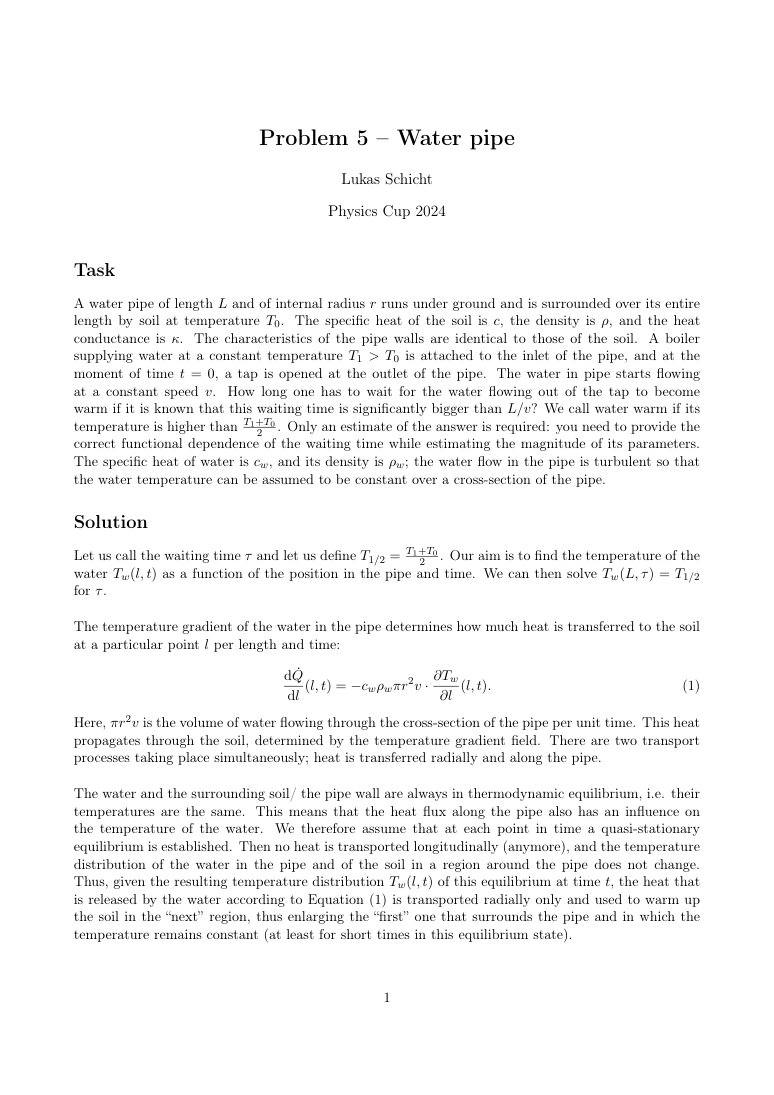 Problem 5 – Water pipe
Lukas Schicht
Physics Cup 2024
Task
A water pipe of length L and of internal radius r runs under ground and is surrounded over its entire
length by soil at temperature T₀. The specific heat of the soil is c, the density is ρ, and the heat
conductance is κ. The characteristics of the pipe walls are identical to those of the soil. A boiler
supplying water at a constant temperature T₁ > T₀ is attached to the inlet of the pipe, and at the
moment of time t = 0, a tap is opened at the outlet of the pipe. The water in pipe starts flowing
at a constant speed v. How long one has to wait for the water flowing out of the tap to become
warm if it is known that this waiting time is significantly bigger than L/v? We call water warm if its
temperature is higher than (T₁+T₀)/2. Only an estimate of the answer is required: you need to provide the
correct functional dependence of the waiting time while estimating the magnitude of its parameters.
The specific heat of water is c_w, and its density is ρ_w; the water flow in the pipe is turbulent so that
the water temperature can be assumed to be constant over a cross-section of the pipe.
Solution
Let us call the waiting time τ and let us define T_{1/2} = (T₁+T₀)/2. Our aim is to find the temperature of the
water T_w(l, t) as a function of the position in the pipe and time. We can then solve T_w(L, τ) = T_{1/2}
for τ.
The temperature gradient of the water in the pipe determines how much heat is transferred to the soil
at a particular point l per length and time:
dQ̇/dl (l, t) = −c_w ρ_w πr²v · ∂T_w/∂l (l, t). (1)
Here, πr²v is the volume of water flowing through the cross-section of the pipe per unit time. This heat
propagates through the soil, determined by the temperature gradient field. There are two transport
processes taking place simultaneously; heat is transferred radially and along the pipe.
The water and the surrounding soil/ the pipe wall are always in thermodynamic equilibrium, i.e. their
temperatures are the same. This means that the heat flux along the pipe also has an influence on
the temperature of the water. We therefore assume that at each point in time a quasi-stationary
equilibrium is established. Then no heat is transported longitudinally (anymore), and the temperature
distribution of the water in the pipe and of the soil in a region around the pipe does not change.
Thus, given the resulting temperature distribution T_w(l, t) of this equilibrium at time t, the heat that
is released by the water according to Equation (1) is transported radially only and used to warm up
the soil in the “next” region, thus enlarging the “first” one that surrounds the pipe and in which the
temperature remains constant (at least for short times in this equilibrium state).
1